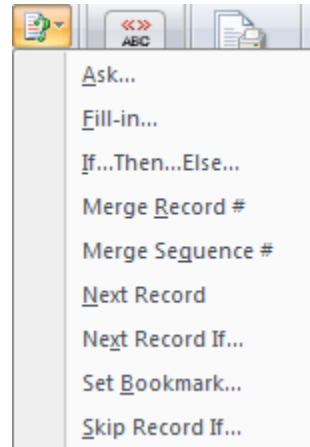 «»
ABC
Ask...
Fill-in...
If...Then...Else...
Merge Record #
Merge Sequence #
Next Record
Next Record If...
Set Bookmark...
Skip Record If...